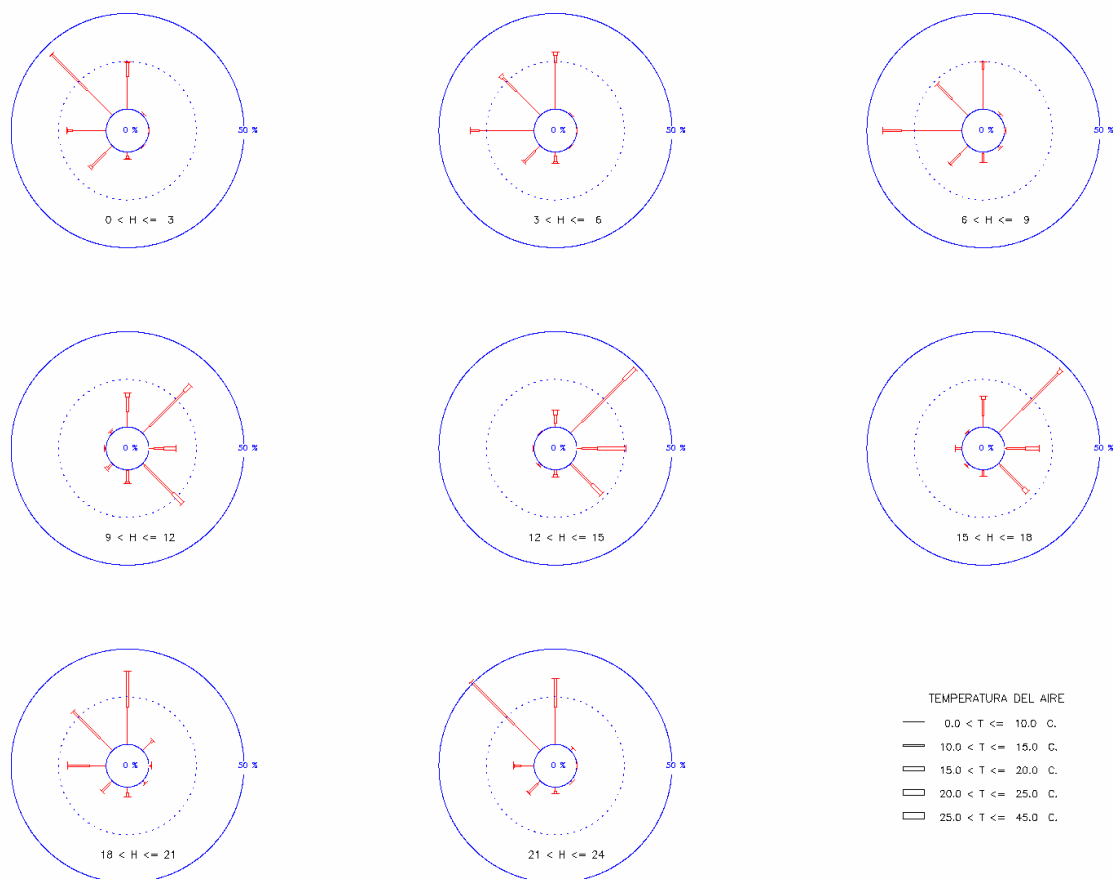 0 % 50 %
0 < H <= 3
0 % 50 %
3 < H <= 6
0 % 50 %
6 < H <= 9
0 % 50 %
9 < H <= 12
0 % 50 %
12 < H <= 15
0 % 50 %
15 < H <= 18
0 % 50 %
18 < H <= 21
0 % 50 %
21 < H <= 24
TEMPERATURA DEL AIRE
0.0 < T <= 10.0 C.
10.0 < T <= 15.0 C.
15.0 < T <= 20.0 C.
20.0 < T <= 25.0 C.
25.0 < T <= 45.0 C.